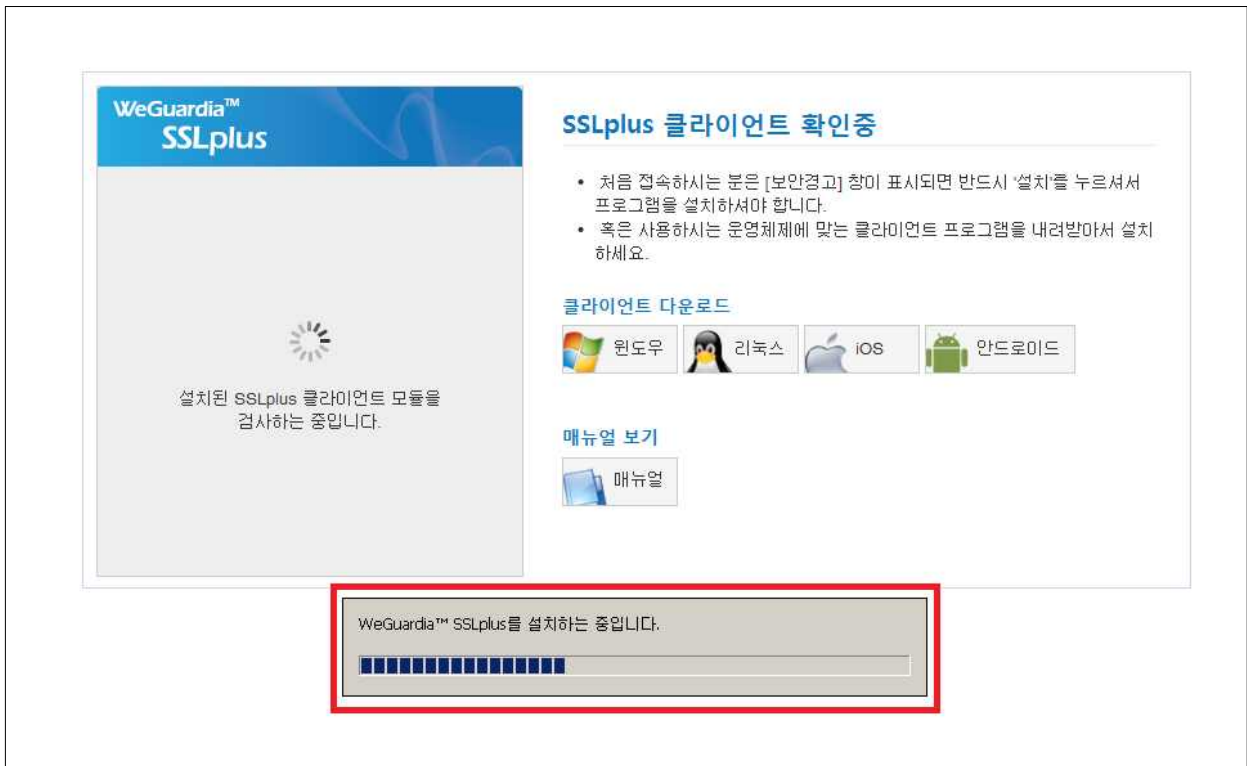 WeGuardia™
SSLplus
설치된 SSLplus 클라이언트 모듈을
검사하는 중입니다.
SSLplus 클라이언트 확인중
• 처음 접속하시는 분은 [보안경고] 창이 표시되면 반드시 '설치'를 누르셔서
프로그램을 설치하셔야 합니다.
• 혹은 사용하시는 운영체제에 맞는 클라이언트 프로그램을 내려받아서 설치
하세요.
클라이언트 다운로드
윈도우 리눅스 iOS 안드로이드
매뉴얼 보기
매뉴얼
WeGuardia™ SSLplus를 설치하는 중입니다.